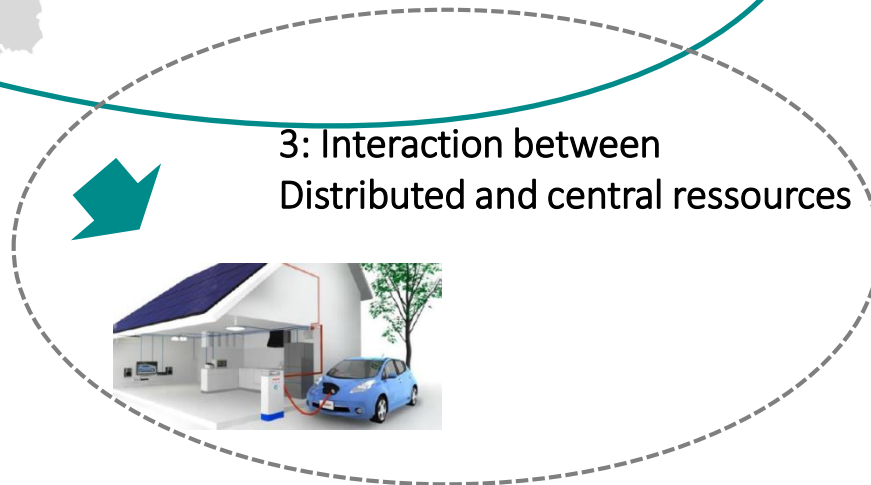 3: Interaction between
Distributed and central ressources